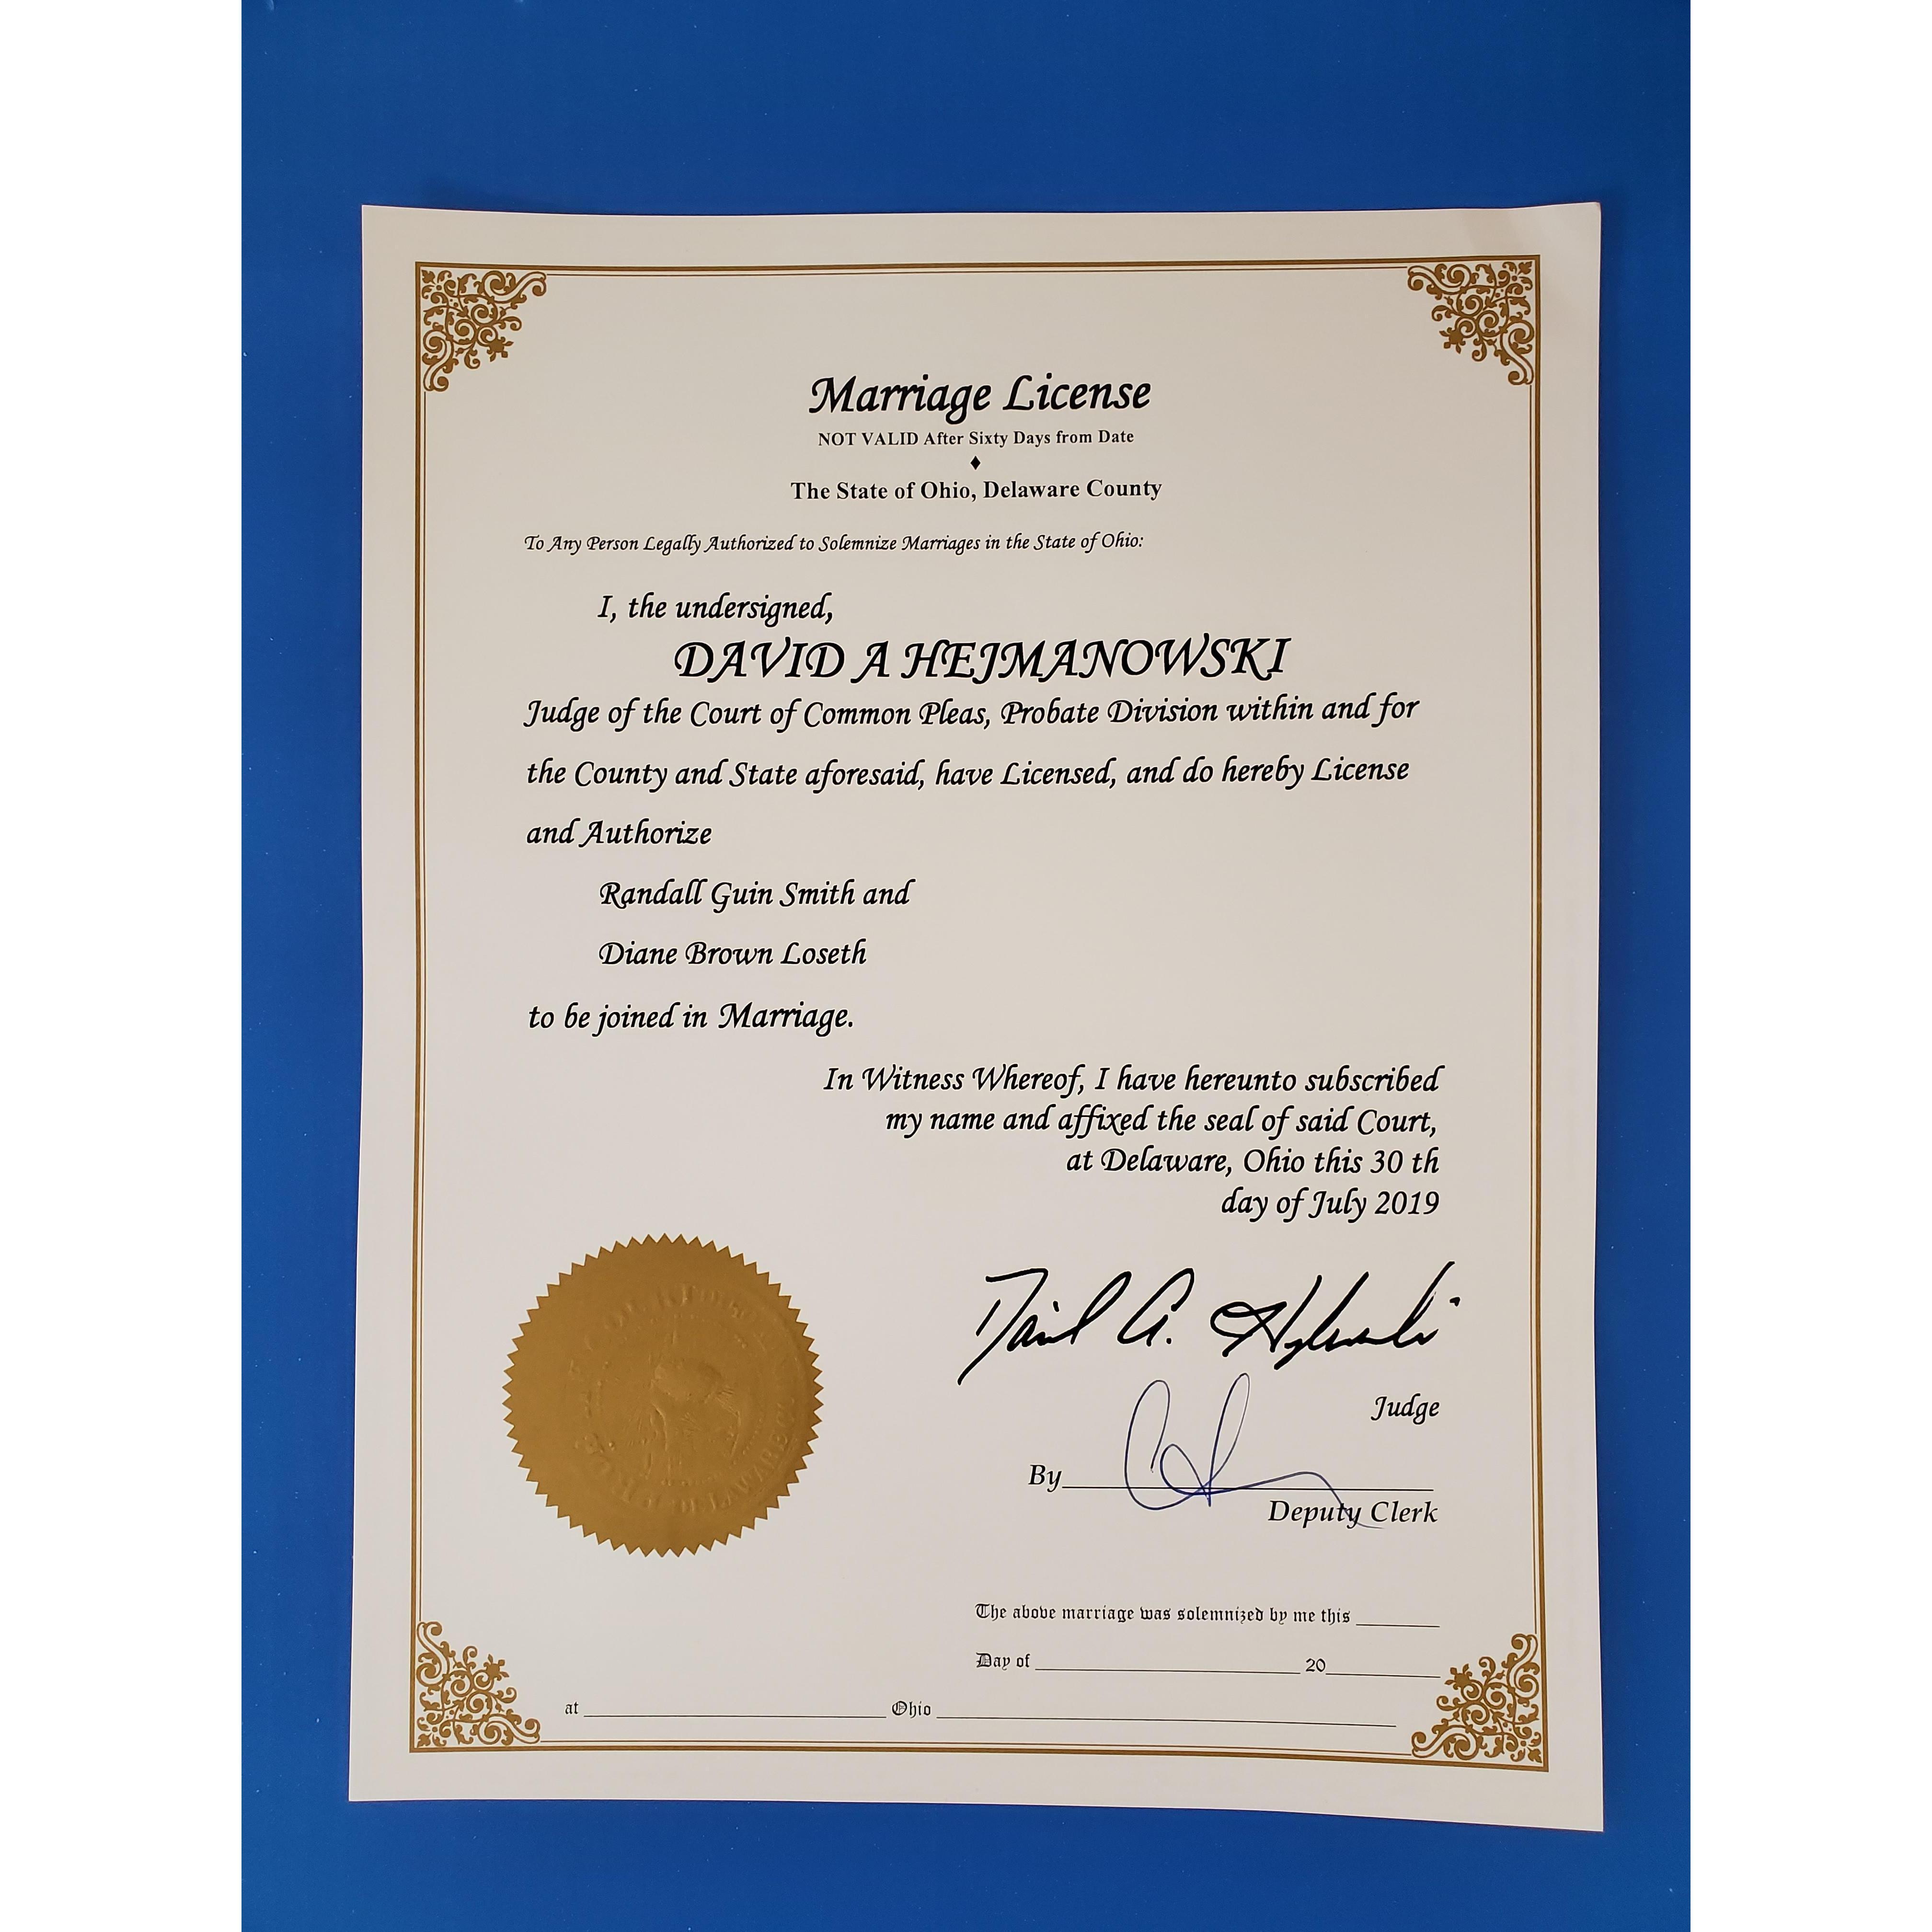 Marriage License
NOT VALID After Sixty Days from Date
The State of Ohio, Delaware County
To Any Person Legally Authorized to Solemnize Marriages in the State of Ohio:
I, the undersigned,
DAVID A HEJMANOWSKI
Judge of the Court of Common Pleas, Probate Division within and for
the County and State aforesaid, have Licensed, and do hereby License
and Authorize
Randall Guin Smith and
Diane Brown Loseth
to be joined in Marriage.
In Witness Whereof, I have hereunto subscribed
my name and affixed the seal of said Court,
at Delaware, Ohio this 30 th
day of July 2019
David A.
Judge
By
Deputy Clerk
The above marriage was solemnized by me this
Day of 20
at Ohio